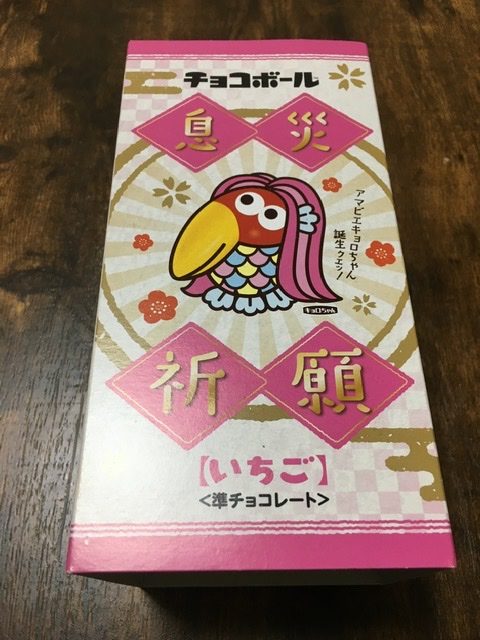 チョコボール
息災
アマビエキョロちゃん
誕生クエッ!
キョロちゃん
祈願
【いちご】
<準チョコレート>